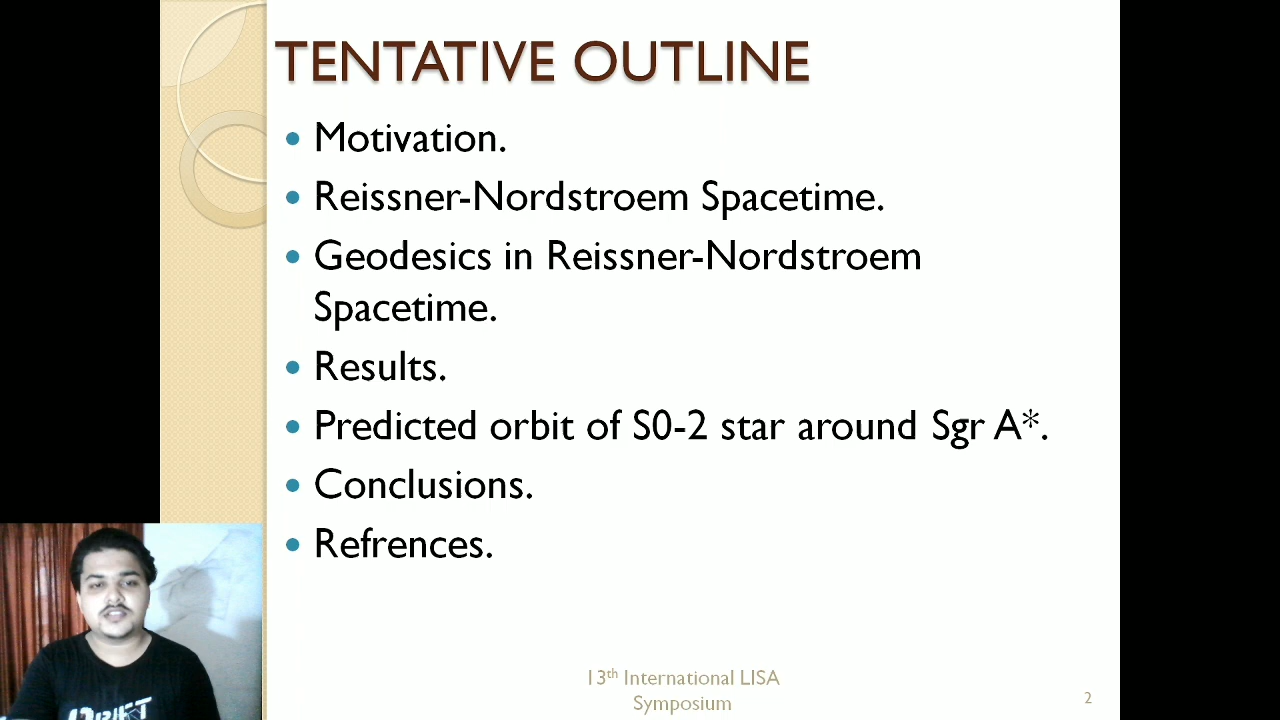 TENTATIVE OUTLINE
• Motivation.
• Reissner-Nordstroem Spacetime.
• Geodesics in Reissner-Nordstroem
Spacetime.
• Results.
• Predicted orbit of S0-2 star around Sgr A*.
• Conclusions.
• Refrences.
13th International LISA
Symposium
2